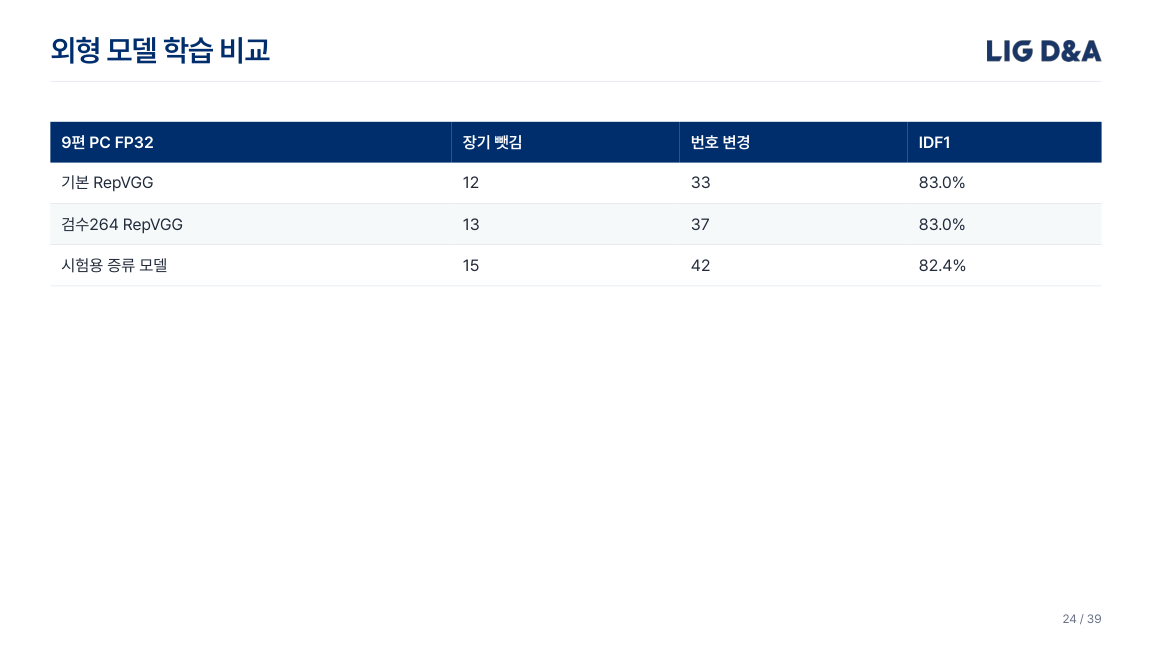 외형 모델 학습 비교
LIG D&A
9편 PC FP32 장기 뺏김 번호 변경 IDF1
기본 RepVGG 12 33 83.0%
검수264 RepVGG 13 37 83.0%
시험용 증류 모델 15 42 82.4%
24 / 39